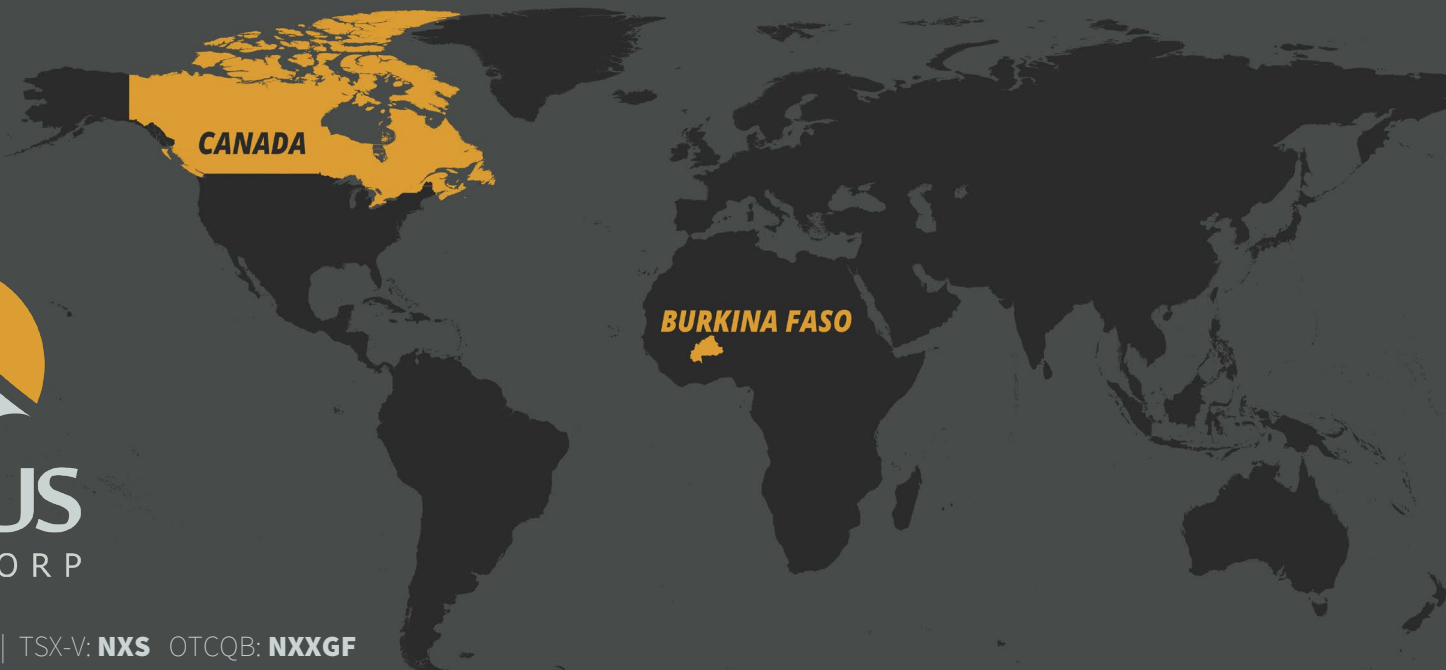 CANADA
BURKINA FASO
US
ORP
| TSX-V: NXS OTCQB: NXXGF